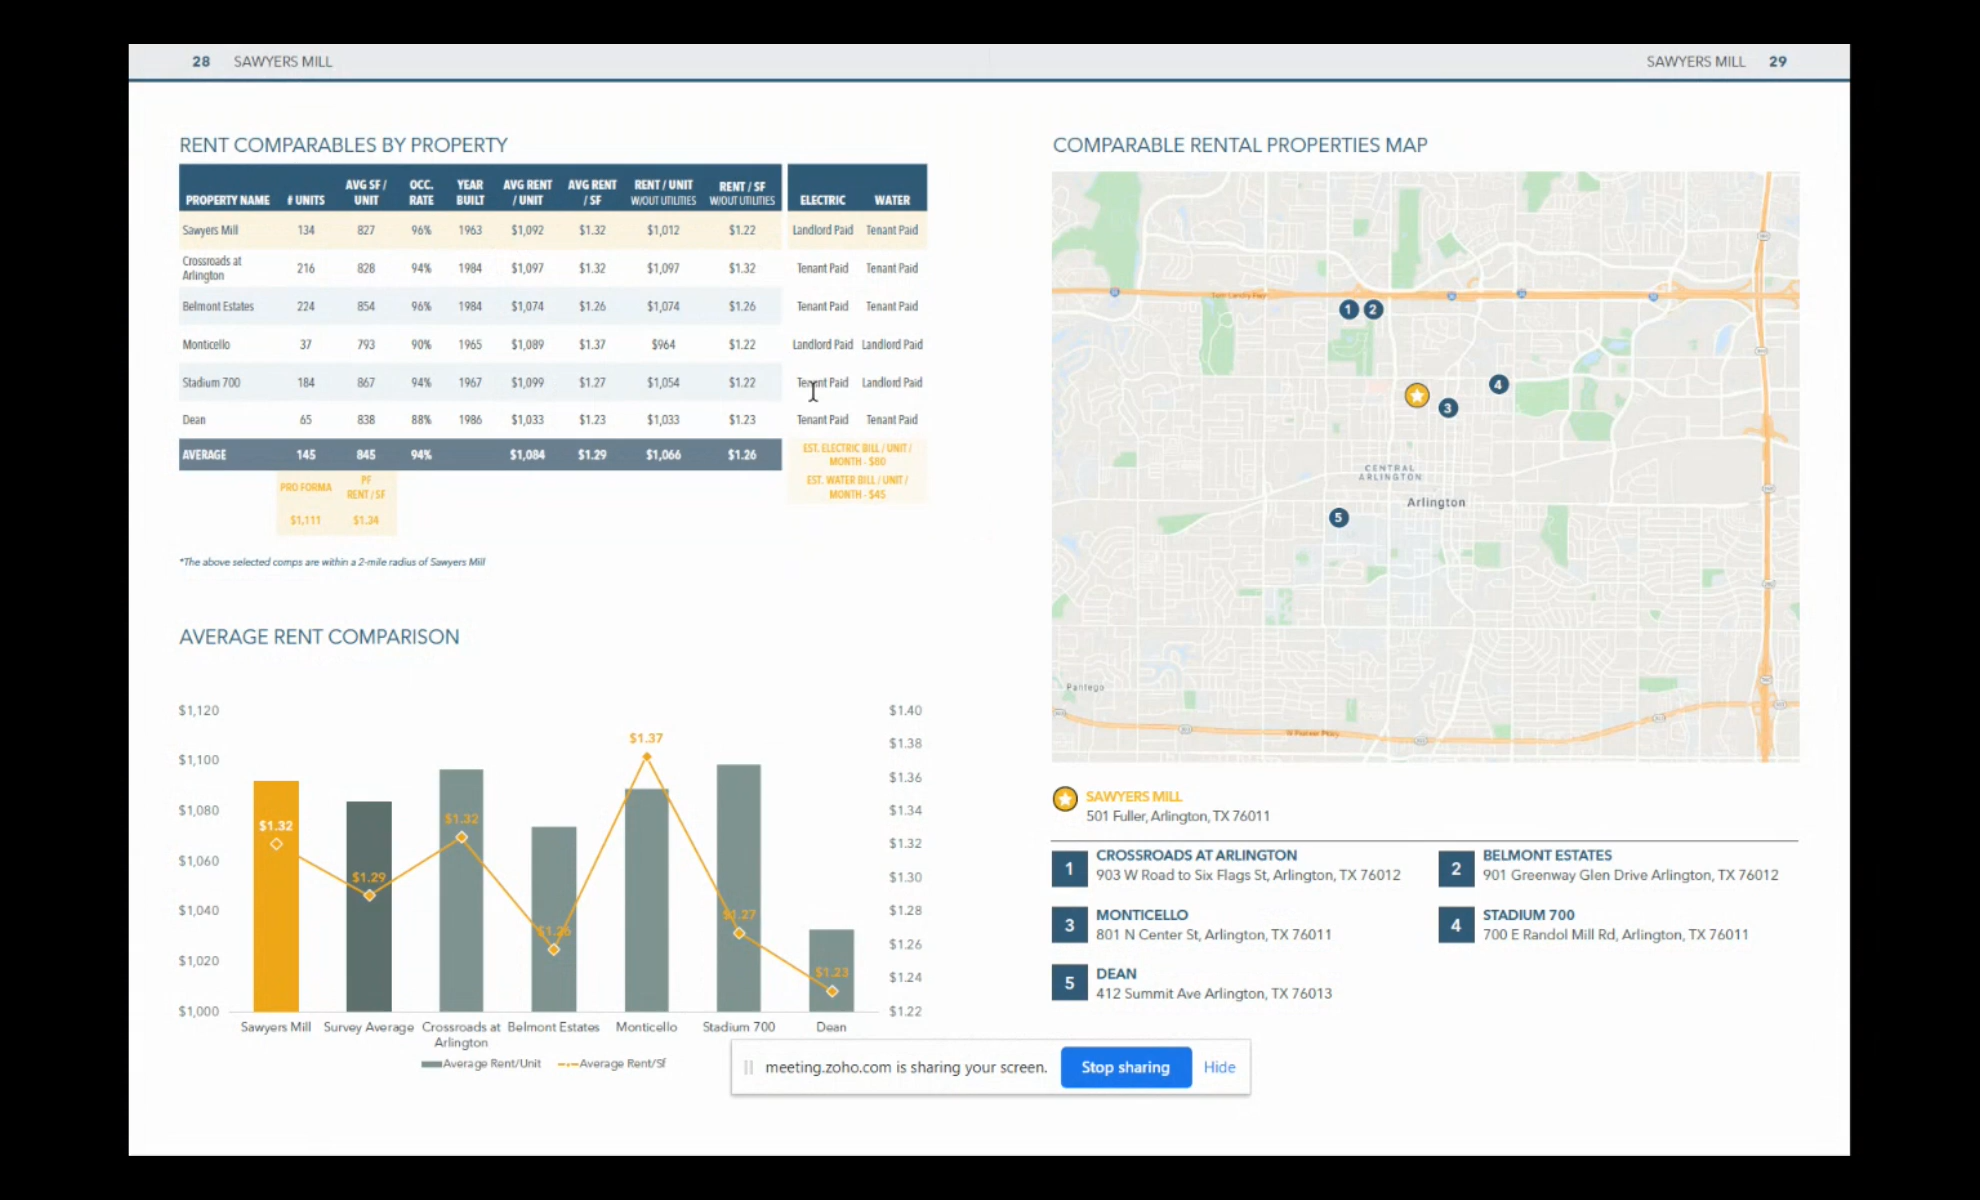 28 SAWYERS MILL
SAWYERS MILL 29
RENT COMPARABLES BY PROPERTY
PROPERTY NAME # UNITS AVG SF / UNIT OCC. RATE YEAR BUILT AVG RENT / UNIT AVG RENT / SF RENT / UNIT W/OUT UTILITIES RENT / SF W/OUT UTILITIES ELECTRIC WATER
Sawyers Mill 134 827 96% 1963 $1,092 $1.32 $1,012 $1.22 Landlord Paid Tenant Paid
Crossroads at Arlington 216 828 94% 1984 $1,097 $1.32 $1,097 $1.32 Tenant Paid Tenant Paid
Belmont Estates 224 854 96% 1984 $1,074 $1.26 $1,074 $1.26 Tenant Paid Tenant Paid
Monticello 37 793 90% 1965 $1,089 $1.37 $964 $1.22 Landlord Paid Landlord Paid
Stadium 700 184 867 94% 1967 $1,099 $1.27 $1,054 $1.22 Tenant Paid Landlord Paid
Dean 65 838 88% 1986 $1,033 $1.23 $1,033 $1.23 Tenant Paid Tenant Paid
AVERAGE 145 845 94% $1,084 $1.29 $1,066 $1.26
EST. ELECTRIC BILL / UNIT /
MONTH - $80
EST. WATER BILL / UNIT /
MONTH - $45
PRO FORMA PF RENT / SF
$1,111 $1.34
*The above selected comps are within a 2-mile radius of Sawyers Mill
AVERAGE RENT COMPARISON
$1,120
$1,100
$1,080
$1,060
$1,040
$1,020
$1,000
$1.32
$1.29
$1.32
$1.26
$1.37
$1.27
$1.23
$1.40
$1.38
$1.36
$1.34
$1.32
$1.30
$1.28
$1.26
$1.24
$1.22
Sawyers Mill Survey Average Crossroads at Arlington Belmont Estates Monticello Stadium 700 Dean
Average Rent/Unit Average Rent/Sf
COMPARABLE RENTAL PROPERTIES MAP
Tom Landry Fwy
1 2
4
3
CENTRAL
ARLINGTON
Arlington
5
Pantego
SAWYERS MILL
501 Fuller, Arlington, TX 76011
1 CROSSROADS AT ARLINGTON
903 W Road to Six Flags St, Arlington, TX 76012
2 BELMONT ESTATES
901 Greenway Glen Drive Arlington, TX 76012
3 MONTICELLO
801 N Center St, Arlington, TX 76011
4 STADIUM 700
700 E Randol Mill Rd, Arlington, TX 76011
5 DEAN
412 Summit Ave Arlington, TX 76013
meeting.zoho.com is sharing your screen. Stop sharing Hide